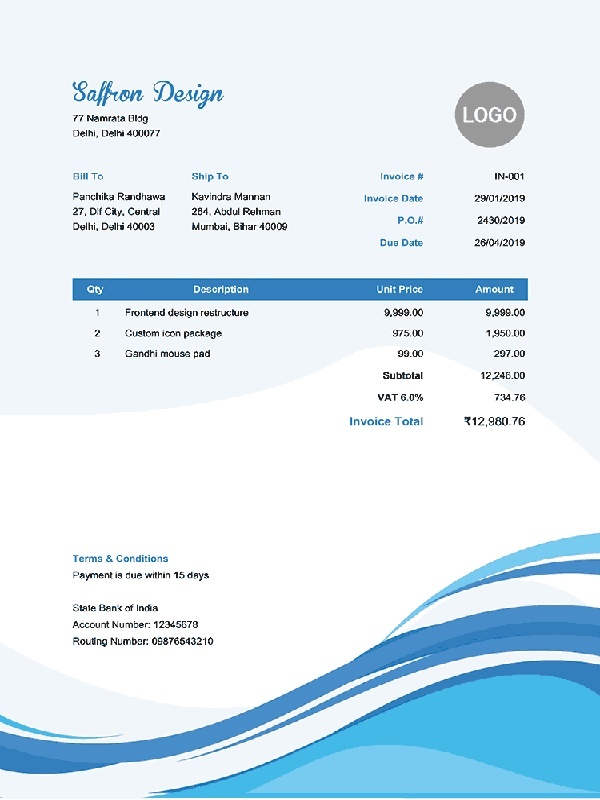 Saffron Design
77 Namrata Bldg
Delhi, Delhi 400077
LOGO
Bill To
Panchika Randhawa
27, Dlf City, Central
Delhi, Delhi 40003
Ship To
Kavindra Mannan
264, Abdul Rehman
Mumbai, Bihar 40009
Invoice # IN-001
Invoice Date 29/01/2019
P.O.# 2430/2019
Due Date 26/04/2019
Qty Description Unit Price Amount
1 Frontend design restructure 9,999.00 9,999.00
2 Custom icon package 975.00 1,950.00
3 Gandhi mouse pad 99.00 297.00
Subtotal 12,246.00
VAT 6.0% 734.76
Invoice Total ₹12,980.76
Terms & Conditions
Payment is due within 15 days
State Bank of India
Account Number: 12345678
Routing Number: 09876543210